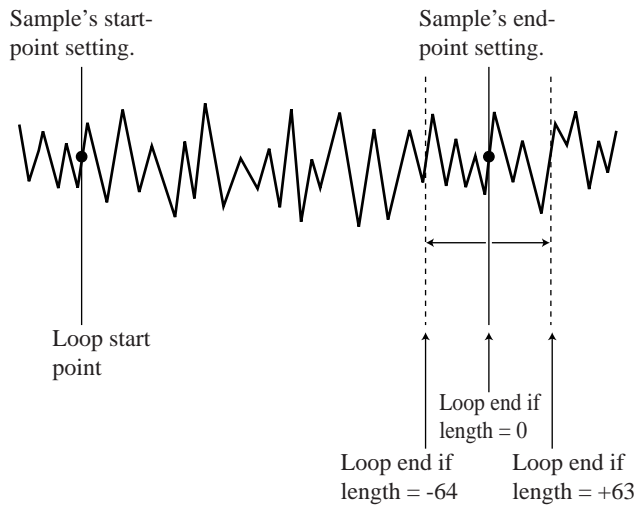 Sample's start-
point setting.
Sample's end-
point setting.
Loop start
point
Loop end if
length = 0
Loop end if
length = -64
Loop end if
length = +63